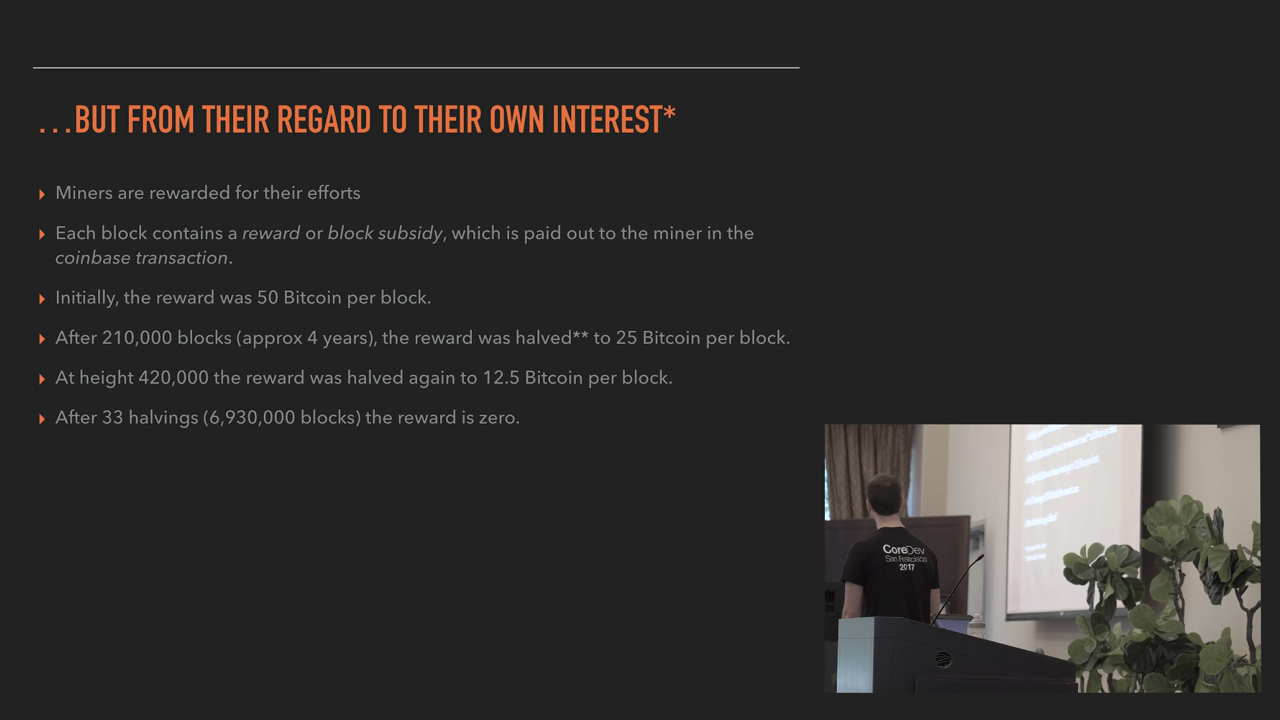 ...BUT FROM THEIR REGARD TO THEIR OWN INTEREST*
Miners are rewarded for their efforts
Each block contains a reward or block subsidy, which is paid out to the miner in the
coinbase transaction.
Initially, the reward was 50 Bitcoin per block.
After 210,000 blocks (approx 4 years), the reward was halved** to 25 Bitcoin per block.
At height 420,000 the reward was halved again to 12.5 Bitcoin per block.
After 33 halvings (6,930,000 blocks) the reward is zero.
CoreDev
San Francisco
2017